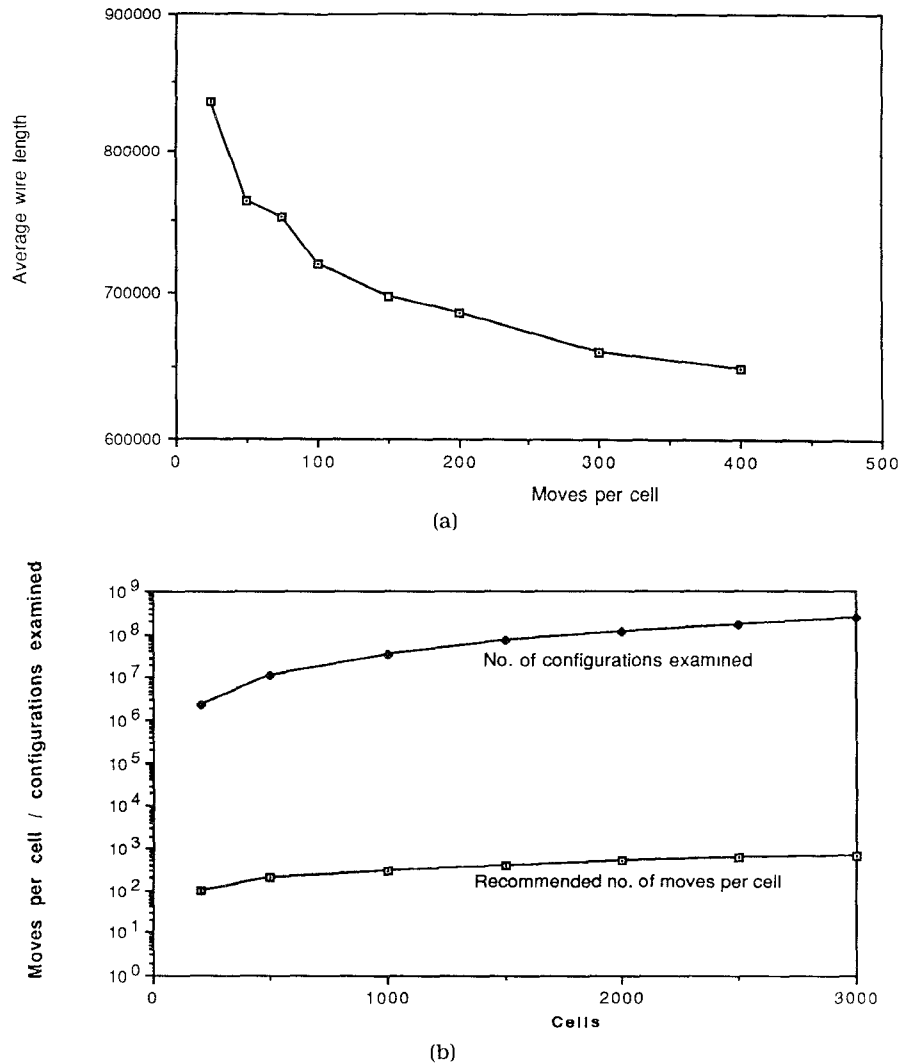 900000
800000
700000
600000
Average wire length
0 100 200 300 400 500
Moves per cell
(a)
10^9
10^8
10^7
10^6
10^5
10^4
10^3
10^2
10^1
10^0
Moves per cell / configurations examined
No. of configurations examined
Recommended no. of moves per cell
0 1000 2000 3000
Cells
(b)